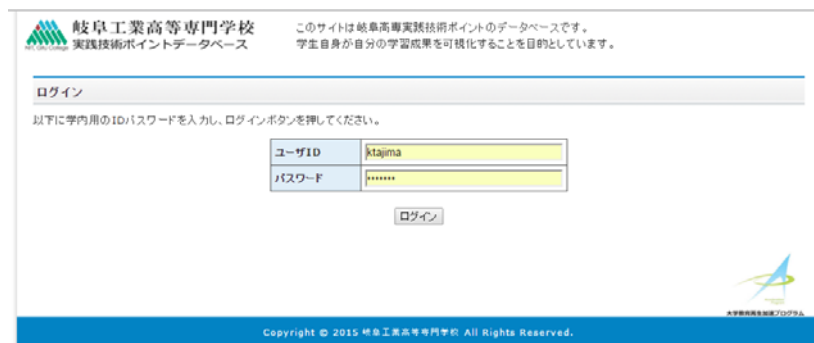 岐阜工業高等専門学校
実践技術ポイントデータベース
このサイトは岐阜高専実践技術ポイントのデータベースです。
学生自身が自分の学習成果を可視化することを目的としています。
ログイン
以下に学内用のIDパスワードを入力し、ログインボタンを押してください。
ユーザID
ktajima
パスワード
•••••••
ログイン
大学教育再生加速プログラム
Copyright © 2015 岐阜工業高等専門学校 All Rights Reserved.